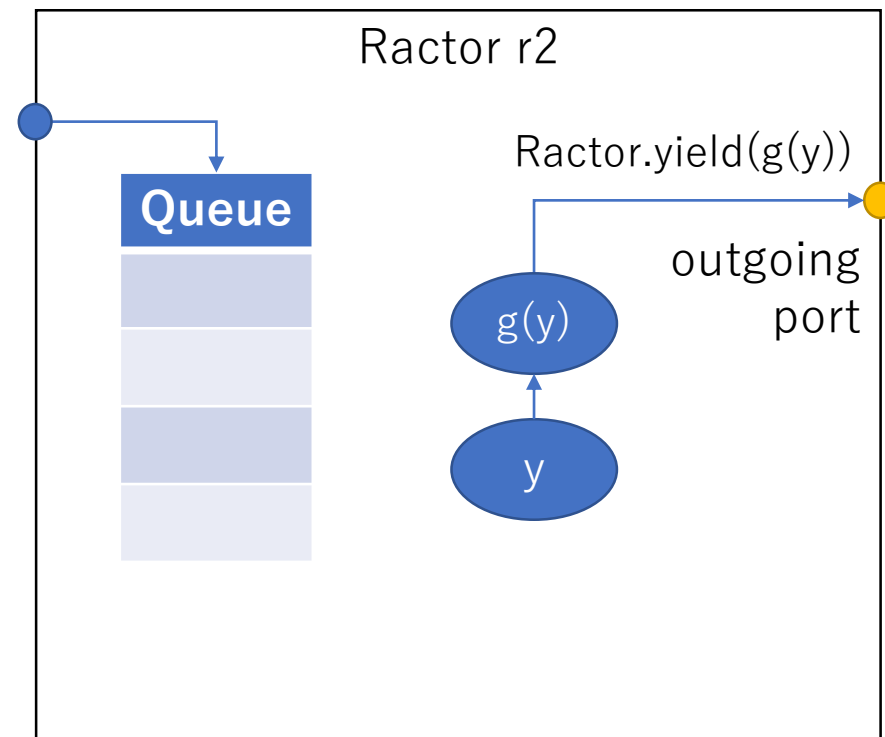 Ractor r2
Ractor.yield(g(y))
Queue
outgoing
port
g(y)
y